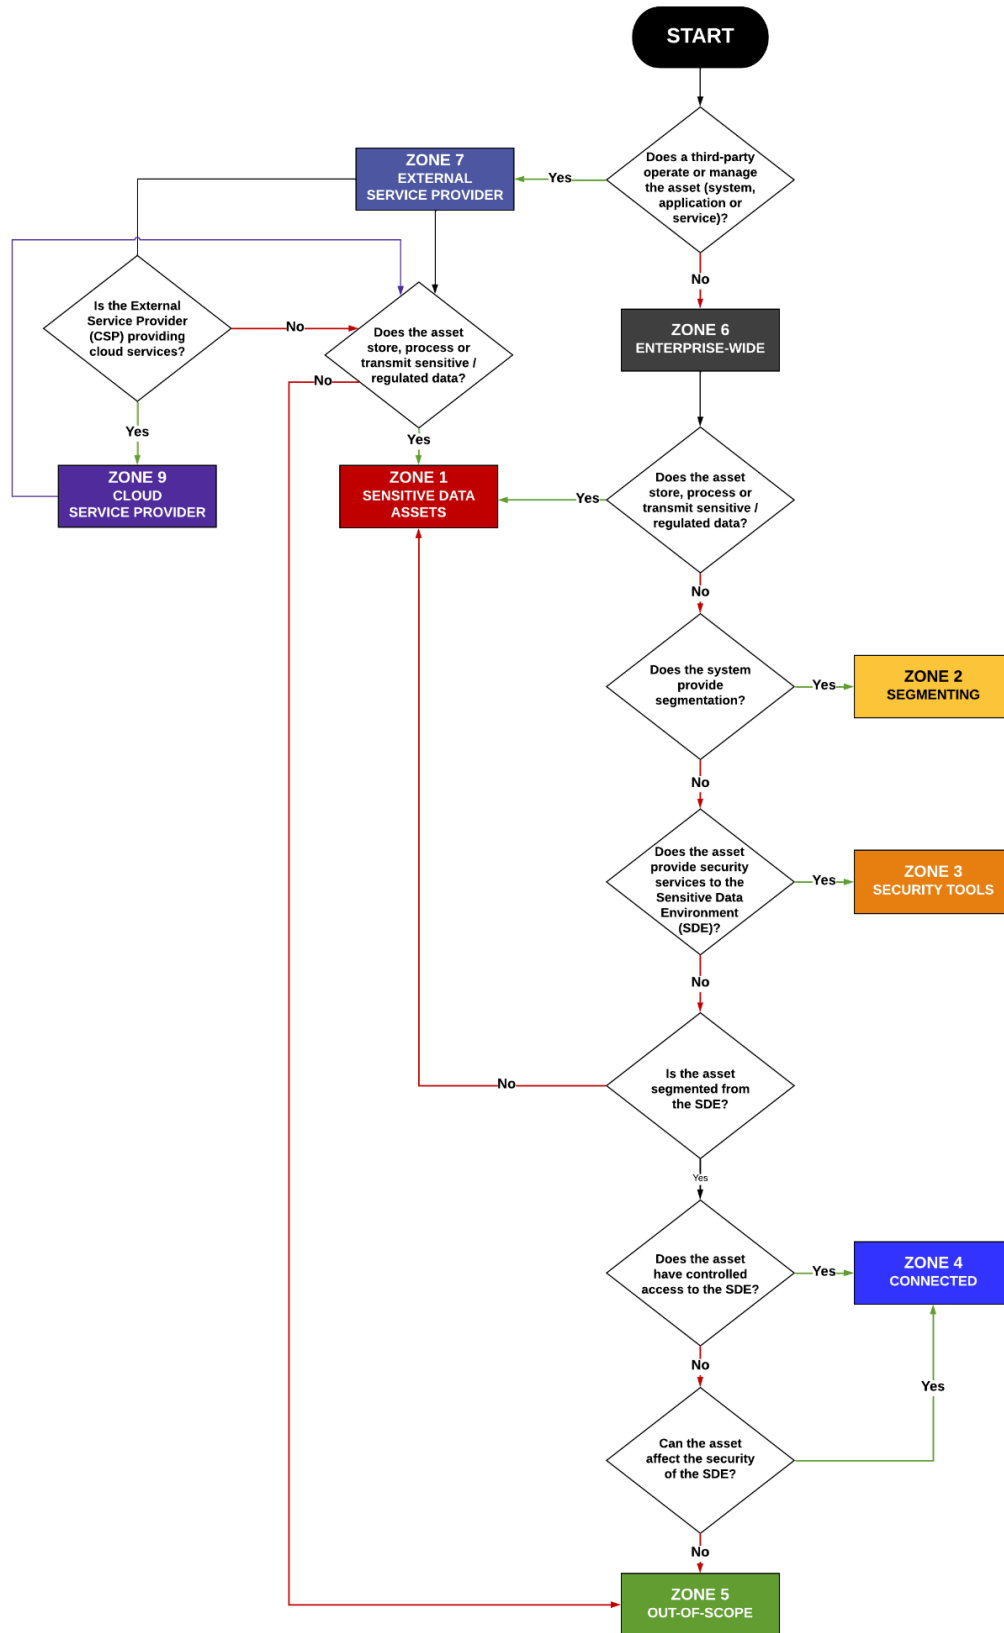 START
Does a third-party
operate or manage
the asset (system,
application or
service)?
Yes
ZONE 7
EXTERNAL
SERVICE PROVIDER
No
Is the External
Service Provider
(CSP) providing
cloud services?
No
Does the asset
store, process or
transmit sensitive /
regulated data?
No
ZONE 6
ENTERPRISE-WIDE
Yes
Yes
ZONE 9
CLOUD
SERVICE PROVIDER
ZONE 1
SENSITIVE DATA
ASSETS
Yes
Does the asset
store, process or
transmit sensitive /
regulated data?
No
Does the system
provide
segmentation?
Yes
ZONE 2
SEGMENTING
No
Does the asset
provide security
services to the
Sensitive Data
Environment
(SDE)?
Yes
ZONE 3
SECURITY TOOLS
No
Is the asset
segmented from
the SDE?
No
Yes
Does the asset
have controlled
access to the SDE?
Yes
ZONE 4
CONNECTED
No
Yes
Can the asset
affect the security
of the SDE?
No
ZONE 5
OUT-OF-SCOPE